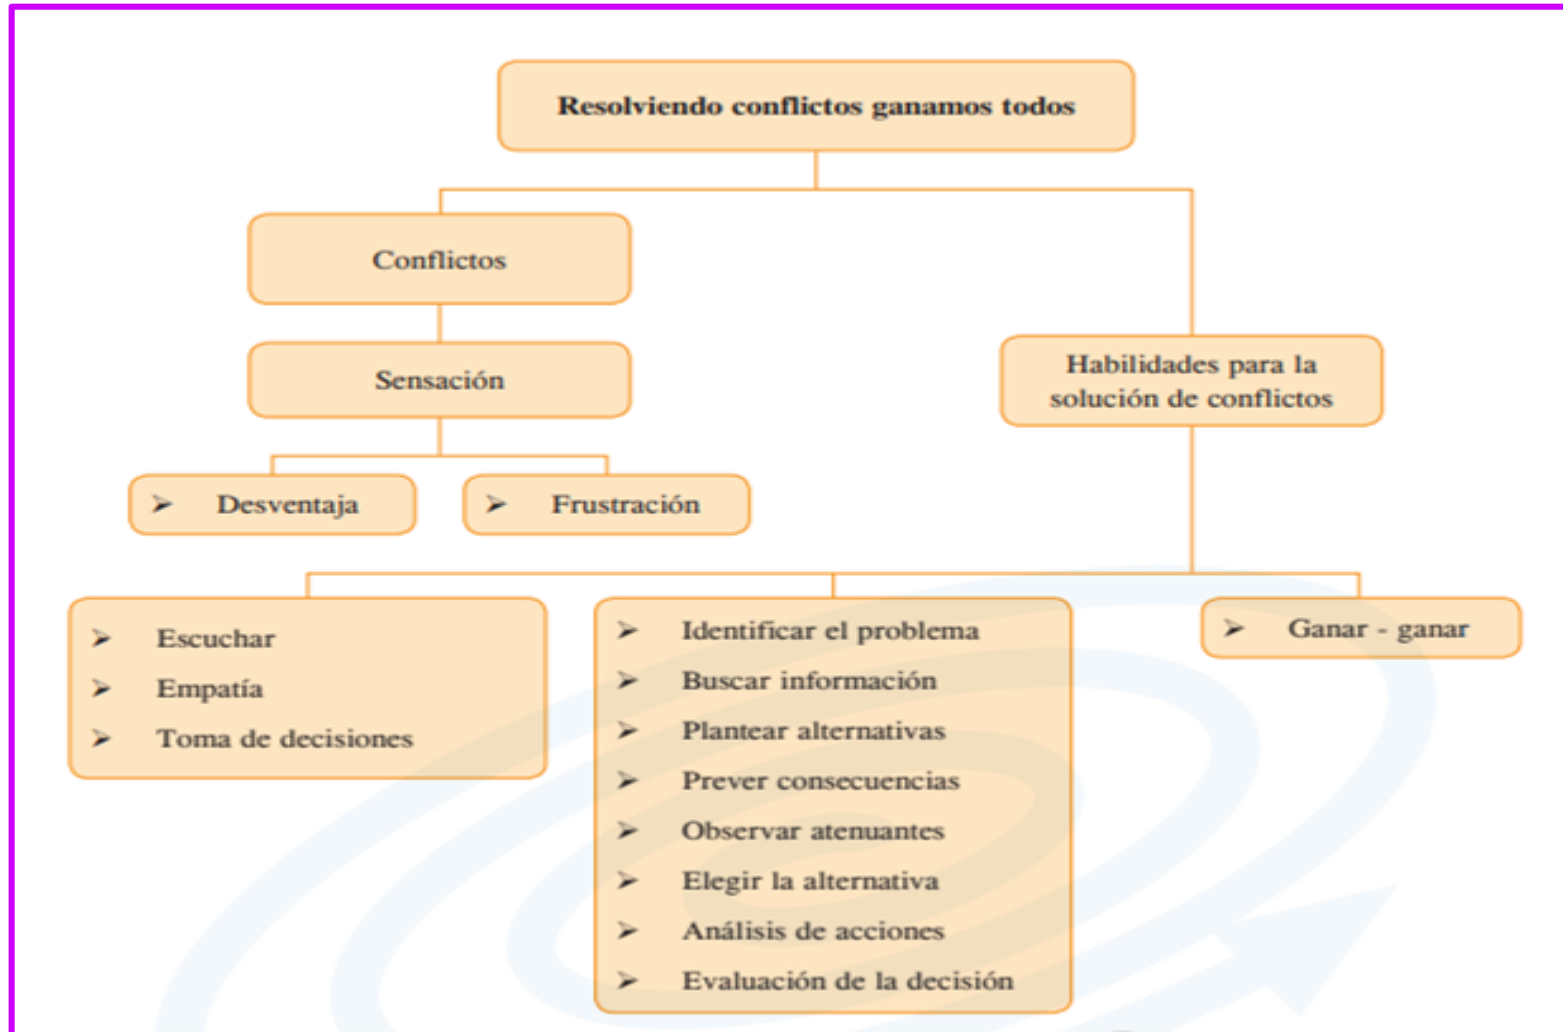 Resolviendo conflictos ganamos todos
Conflictos
Sensación
Habilidades para la
solución de conflictos
➢ Desventaja
➢ Frustración
➢ Escuchar
➢ Empatía
➢ Toma de decisiones
➢ Identificar el problema
➢ Buscar información
➢ Plantear alternativas
➢ Prever consecuencias
➢ Observar atenuantes
➢ Elegir la alternativa
➢ Análisis de acciones
➢ Evaluación de la decisión
➢ Ganar - ganar